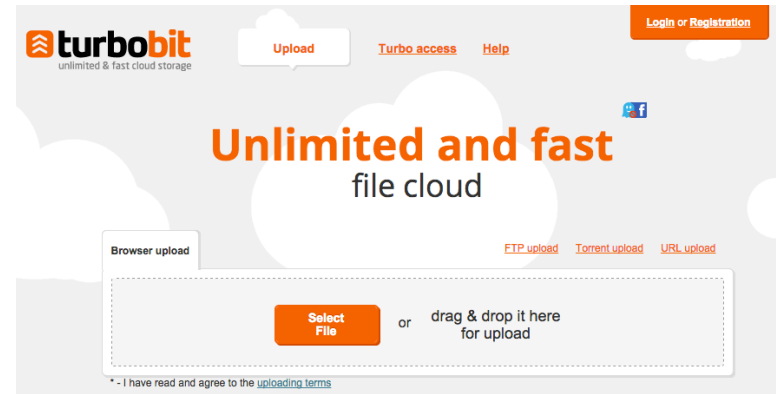 Login or Registration
turbobit
unlimited & fast cloud storage
Upload
Turbo access
Help
f
Unlimited and fast
file cloud
Browser upload
FTP upload
Torrent upload
URL upload
Select
File
or
drag & drop it here
for upload
* - I have read and agree to the uploading terms